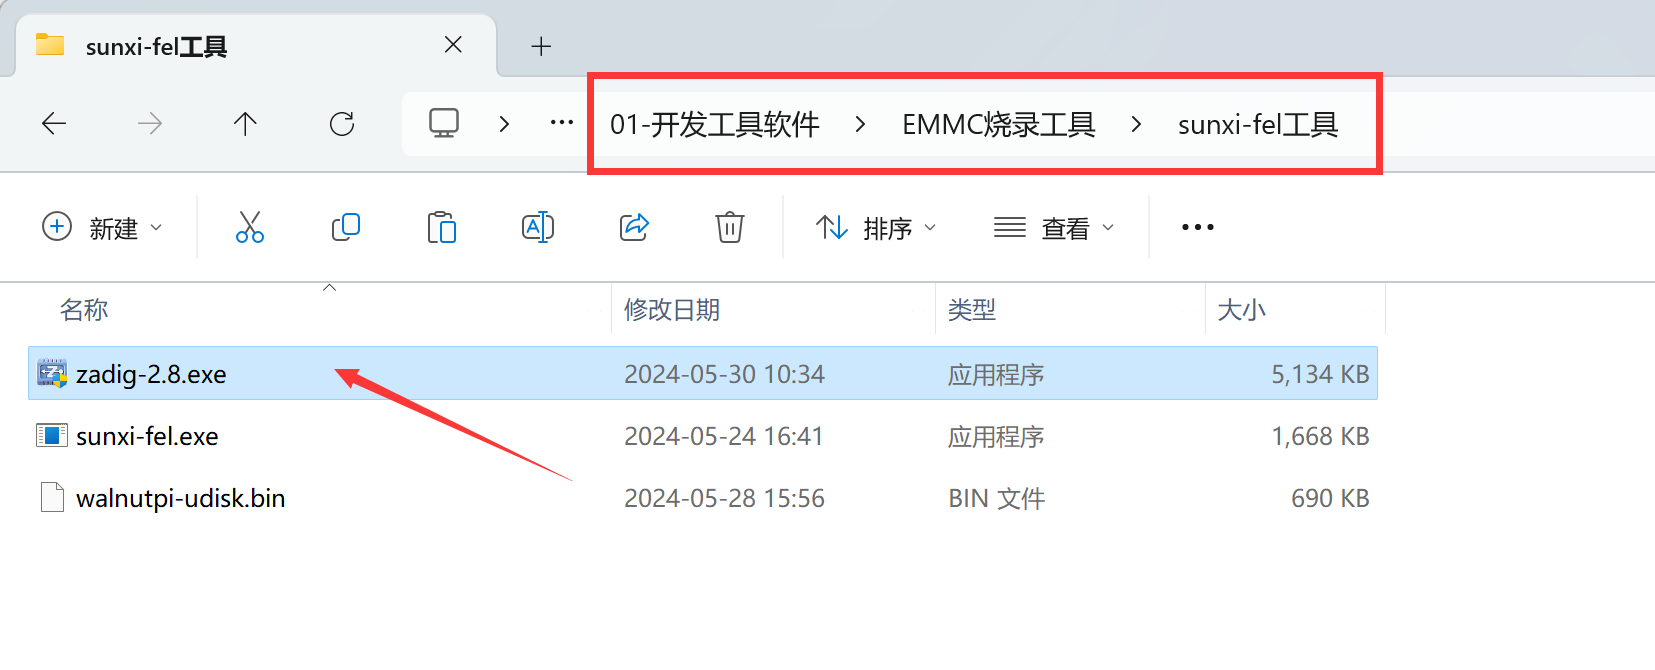 sunxi-fel工具
01-开发工具软件 > EMMC烧录工具 > sunxi-fel工具
新建 排序 查看
名称 修改日期 类型 大小
zadig-2.8.exe 2024-05-30 10:34 应用程序 5,134 KB
sunxi-fel.exe 2024-05-24 16:41 应用程序 1,668 KB
walnutpi-udisk.bin 2024-05-28 15:56 BIN 文件 690 KB